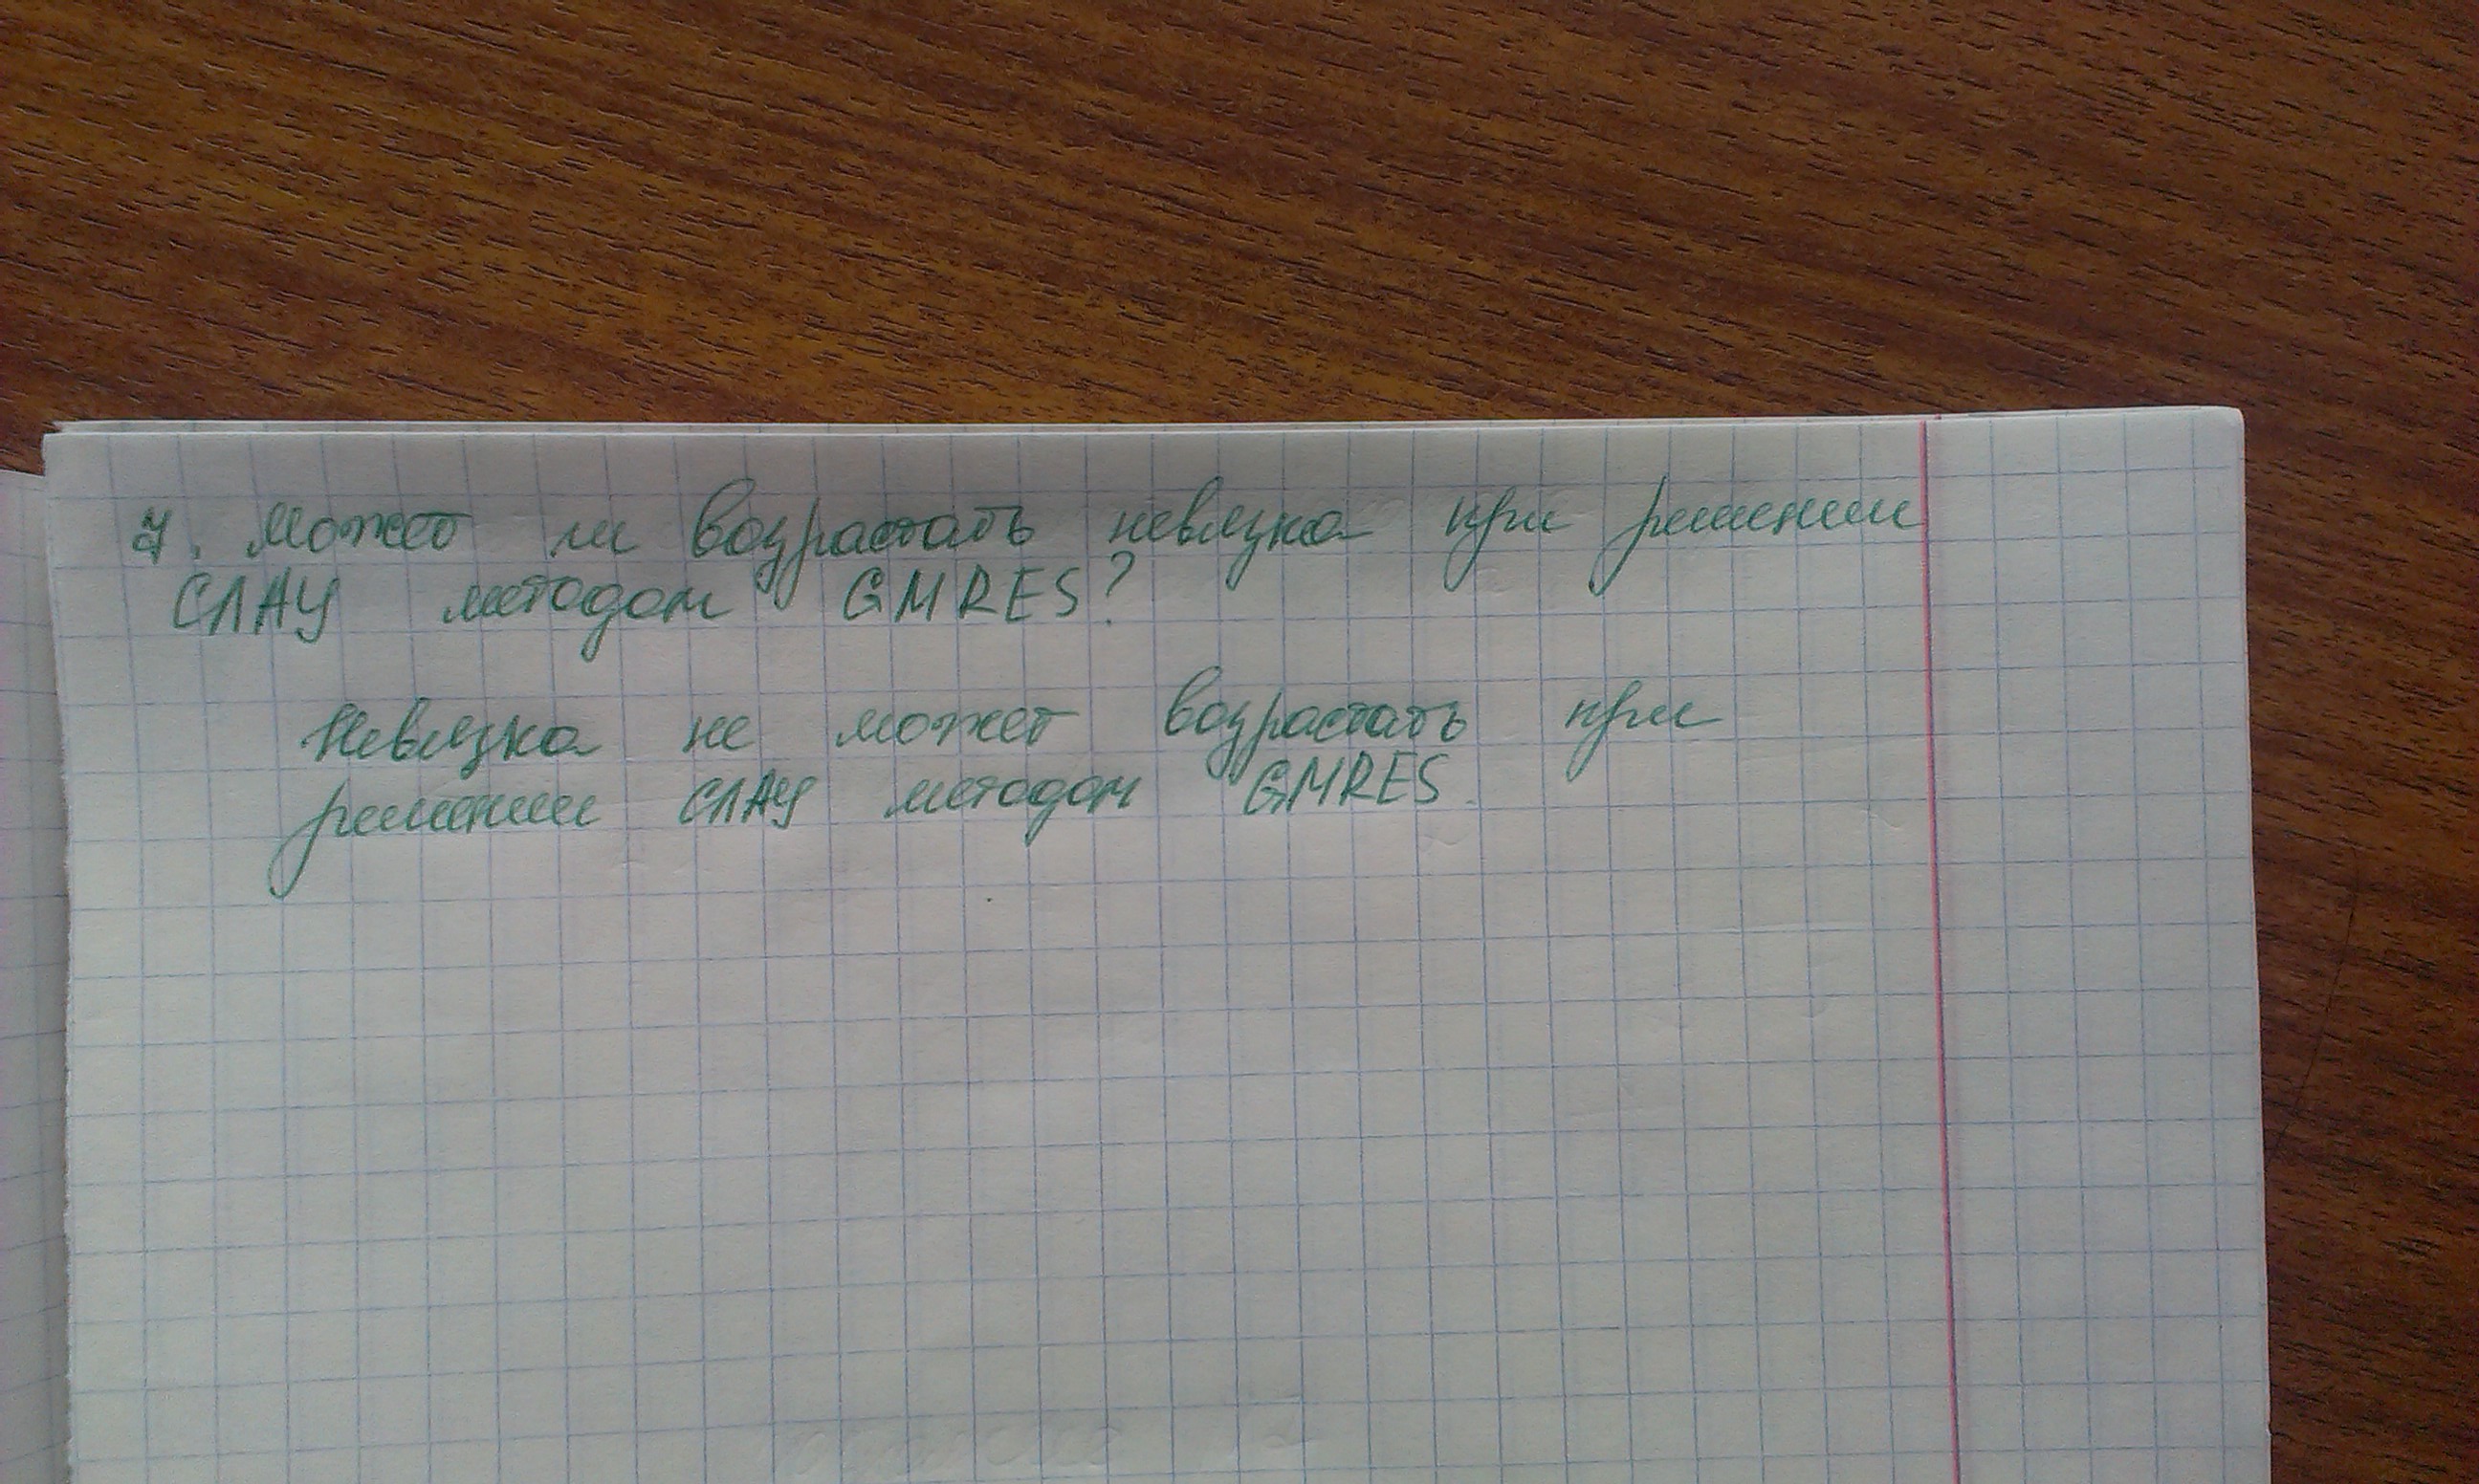 7. Может ли возрастать невязка при решении
СЛАУ методом GMRES?
Невязка не может возрастать при
решении СЛАУ методом GMRES.